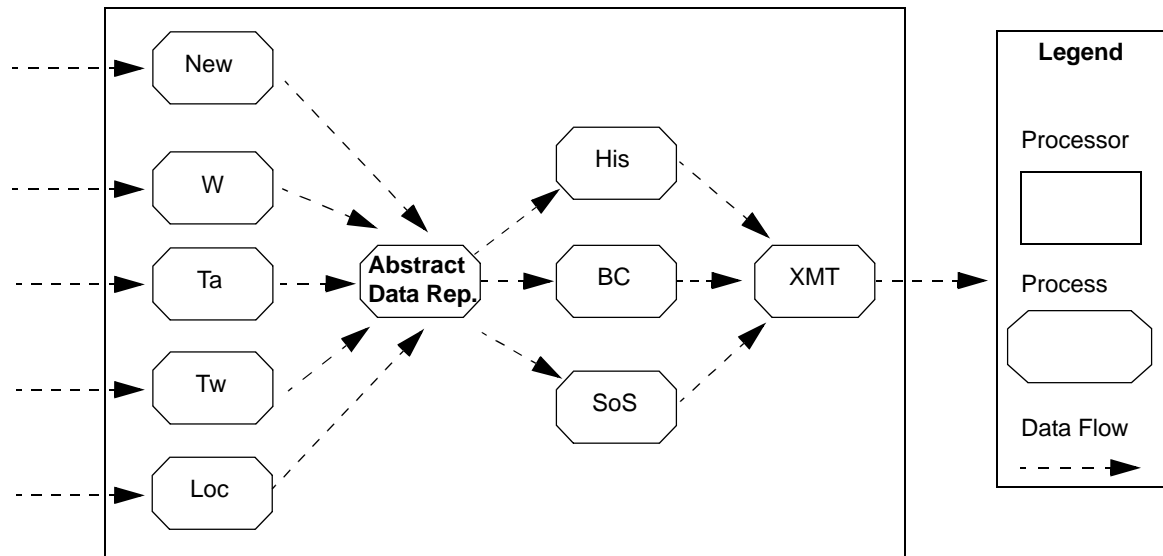 New
W
Ta
Tw
Loc
Abstract
Data Rep.
His
BC
SoS
XMT
Legend
Processor
Process
Data Flow